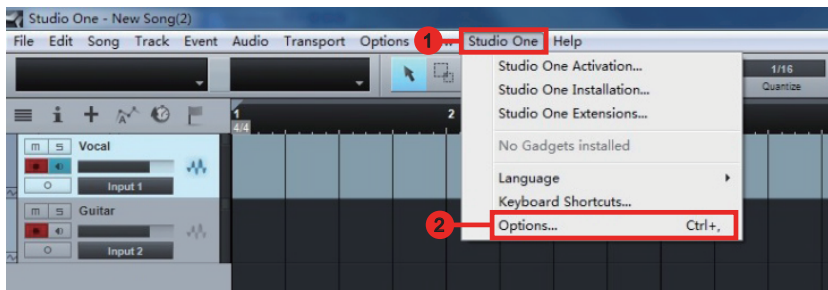 Studio One - New Song(2)
File Edit Song Track Event Audio Transport Options 1 Studio One Help
Studio One Activation...
Studio One Installation...
Studio One Extensions...
No Gadgets installed
Language
Keyboard Shortcuts...
2 Options... Ctrl+,
1/16
Quantize
1
2
4/4
m s Vocal
Input 1
m s Guitar
Input 2